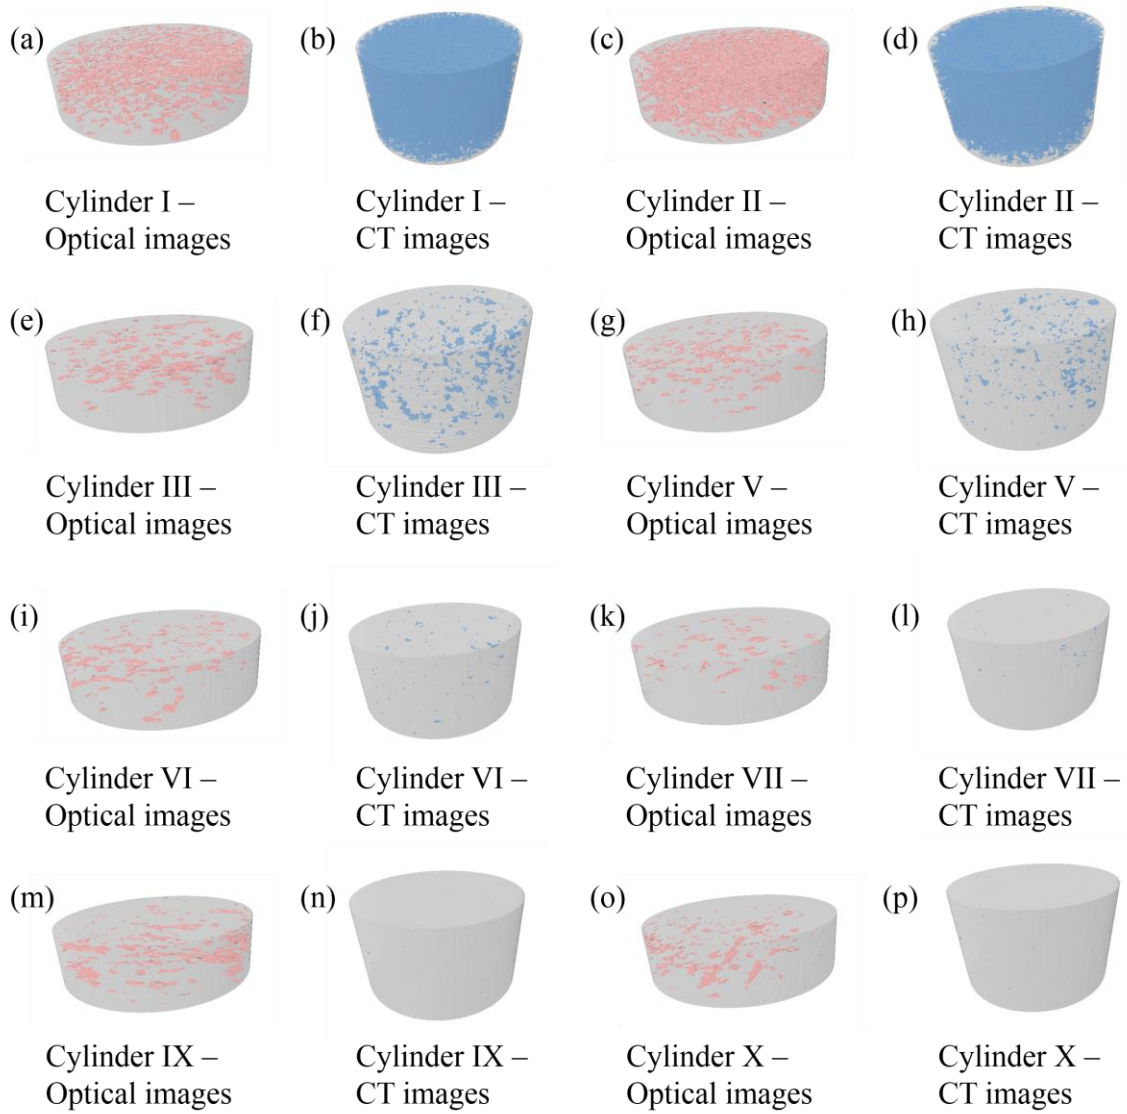 (a) (b) (c) (d)
Cylinder I – Cylinder I – Cylinder II – Cylinder II –
Optical images CT images Optical images CT images
(e) (f) (g) (h)
Cylinder III – Cylinder III – Cylinder V – Cylinder V –
Optical images CT images Optical images CT images
(i) (j) (k) (l)
Cylinder VI – Cylinder VI – Cylinder VII – Cylinder VII –
Optical images CT images Optical images CT images
(m) (n) (o) (p)
Cylinder IX – Cylinder IX – Cylinder X – Cylinder X –
Optical images CT images Optical images CT images